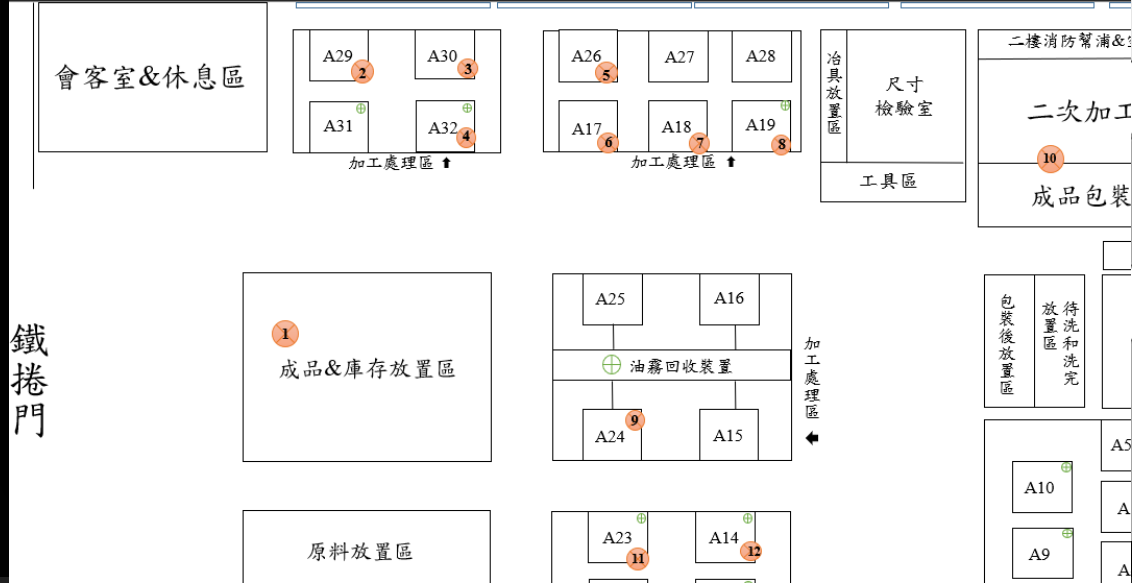 會客室&休息區
A29
2
A30
3
A31
A32
4
加工處理區
A26
5
A27
A28
A17
6
A18
7
A19
8
加工處理區
冶具放置區
尺寸
檢驗室
工具區
二樓消防幫浦&
二次加工
10
成品包裝
鐵捲門
1
成品&庫存放置區
A25
A16
油霧回收裝置
A24
9
A15
加工處理區
包裝後放置區
待洗和洗完
放置區
A5
A10
A
A9
A
原料放置區
A23
11
A14
12